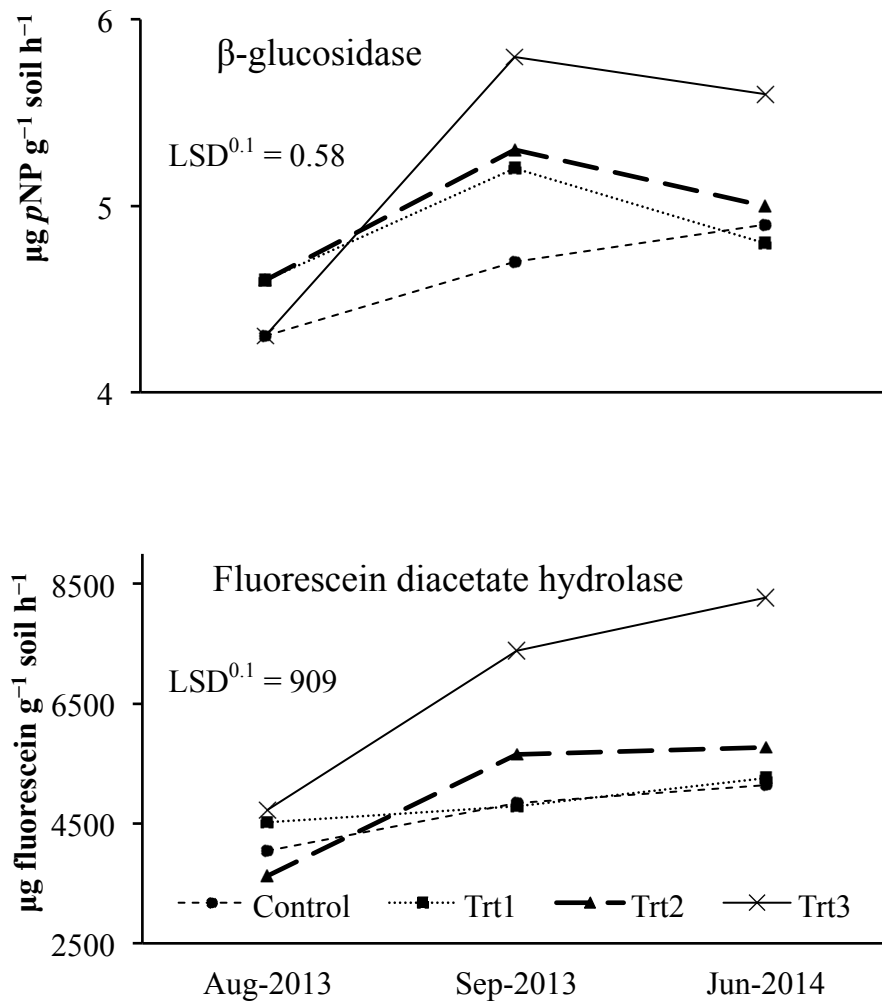 6
β-glucosidase
LSD^0.1 = 0.58
5
4
µg pNP g⁻¹ soil h⁻¹
8500
Fluorescein diacetate hydrolase
LSD^0.1 = 909
6500
4500
2500
µg fluorescein g⁻¹ soil h⁻¹
Control Trt1 Trt2 Trt3
Aug-2013 Sep-2013 Jun-2014